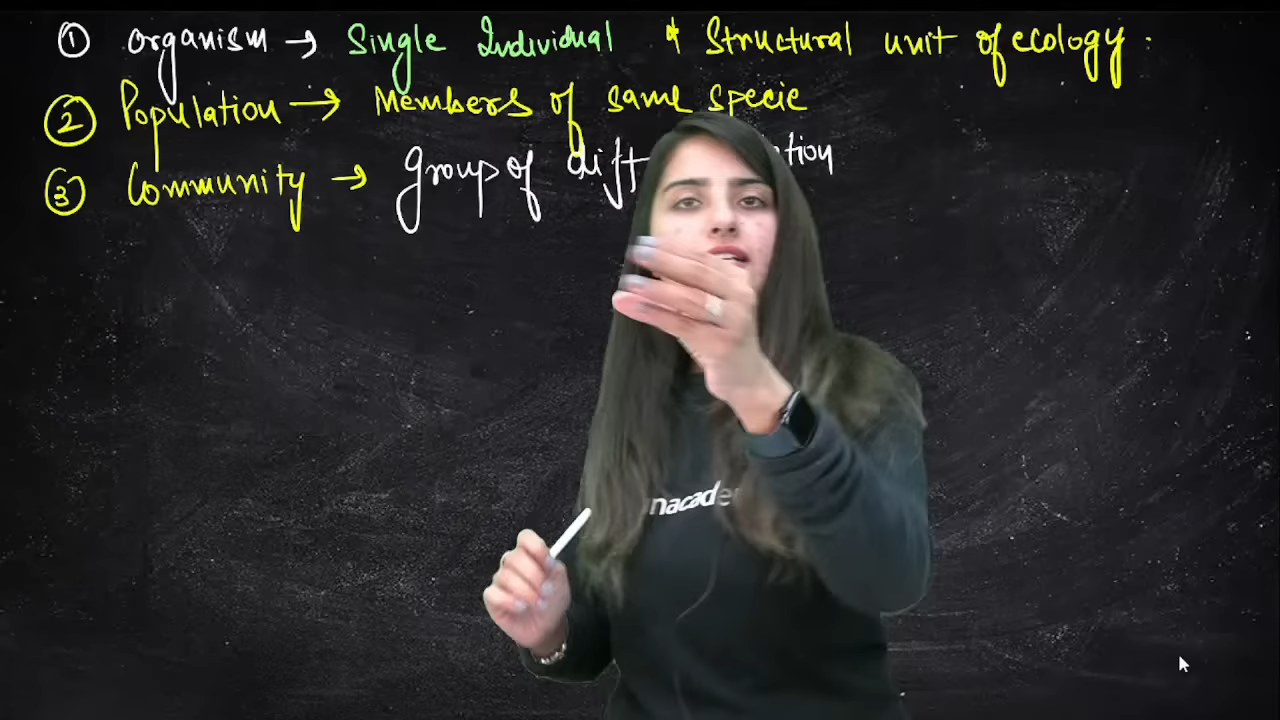 ① Organism → Single Individual * Structural unit of ecology.
② Population → Members of same specie
③ Community → Group of diff